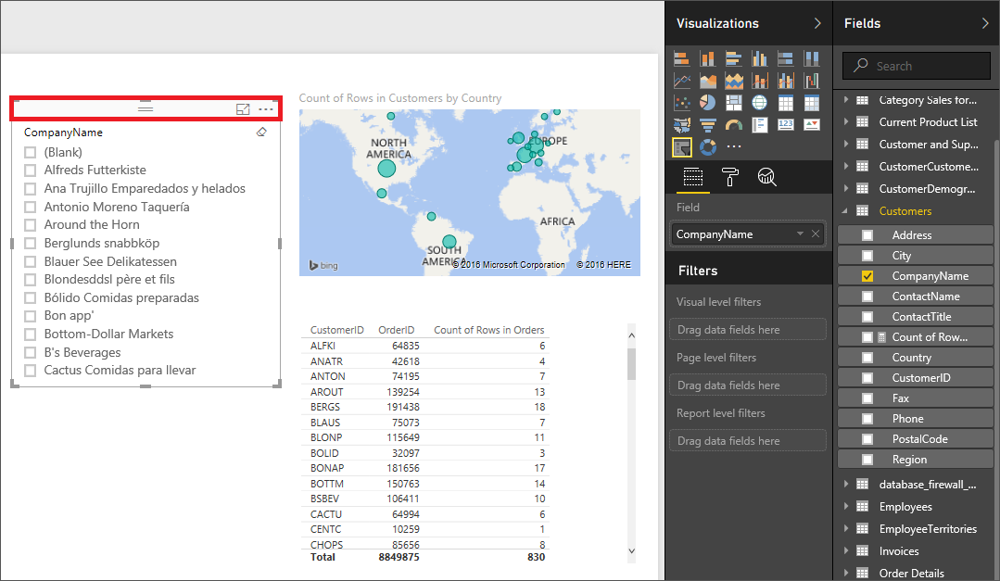 CompanyName
(Blank)
Alfreds Futterkiste
Ana Trujillo Emparedados y helados
Antonio Moreno Taquería
Around the Horn
Berglunds snabbköp
Blauer See Delikatessen
Blondesddsl père et fils
Bólido Comidas preparadas
Bon app'
Bottom-Dollar Markets
B's Beverages
Cactus Comidas para llevar
Count of Rows in Customers by Country
NORTH
AMERICA
EUROPE
AFRICA
SOUTH
AMERICA
bing
© 2016 Microsoft Corporation © 2016 HERE
CustomerID OrderID Count of Rows in Orders
ALFKI 64835 6
ANATR 42618 4
ANTON 74195 7
AROUT 139254 13
BERGS 191438 18
BLAUS 75073 7
BLONP 115649 11
BOLID 32097 3
BONAP 181656 17
BOTTM 150763 14
BSBEV 106411 10
CACTU 64994 6
CENTC 10259 1
CHOPS 85656 8
Total 8849875 830
Visualizations
123
Field
CompanyName
Filters
Visual level filters
Drag data fields here
Page level filters
Drag data fields here
Report level filters
Drag data fields here
Fields
Search
Category Sales for...
Current Product List
Customer and Sup...
CustomerCustome...
CustomerDemogr...
Customers
Address
City
CompanyName
ContactName
ContactTitle
Count of Row...
Country
CustomerID
Fax
Phone
PostalCode
Region
database_firewall_...
Employees
EmployeeTerritories
Invoices
Order Details